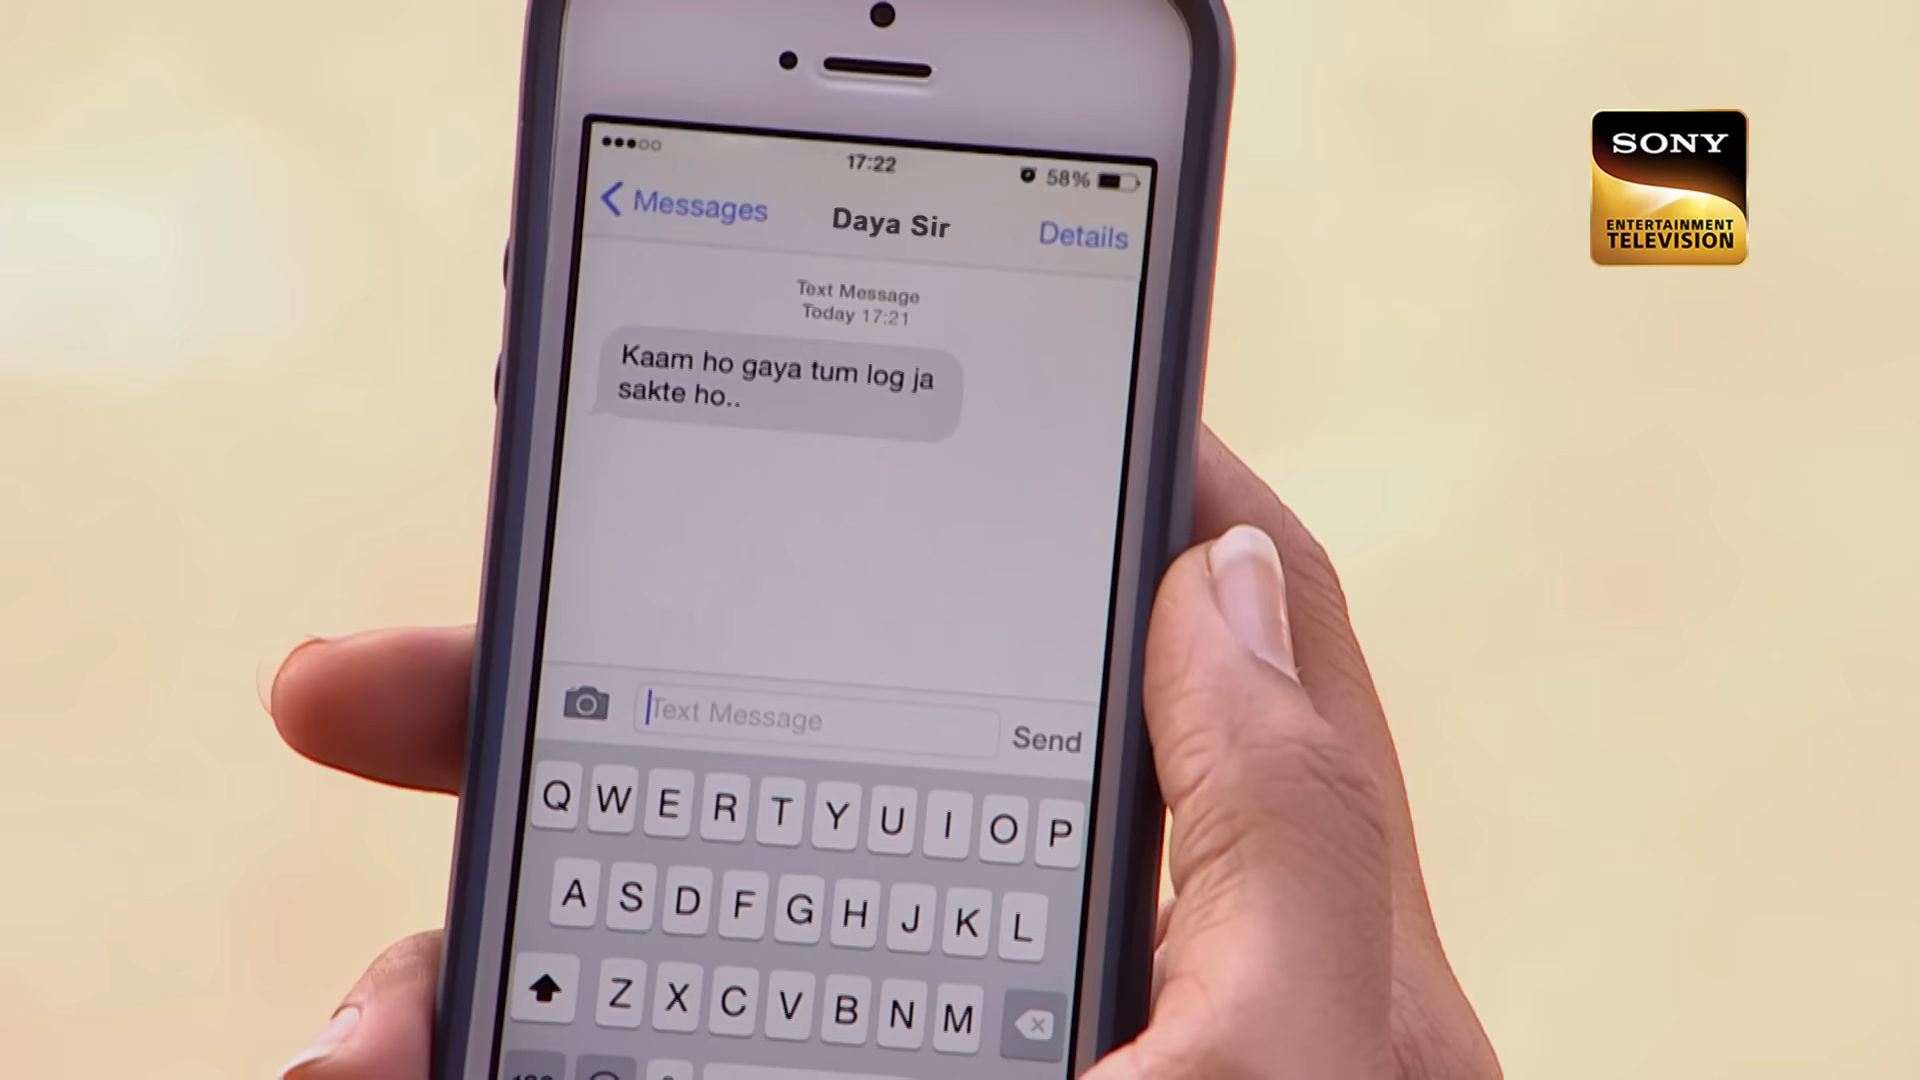 17:22
58%
Messages
Daya Sir
Details
Text Message
Today 17:21
Kaam ho gaya tum log ja
sakte ho..
Text Message
Send
Q W E R T Y U I O P
A S D F G H J K L
Z X C V B N M
SONY
ENTERTAINMENT
TELEVISION